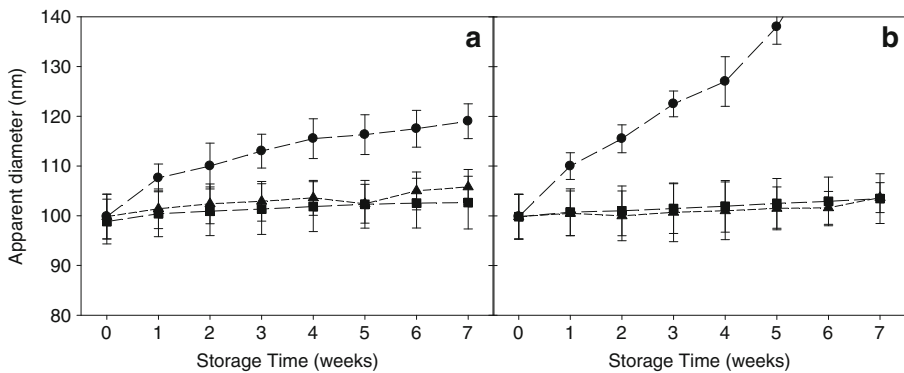 140
130
120
110
100
90
80
Apparent diameter (nm)
a
0 1 2 3 4 5 6 7
Storage Time (weeks)
b
0 1 2 3 4 5 6 7
Storage Time (weeks)